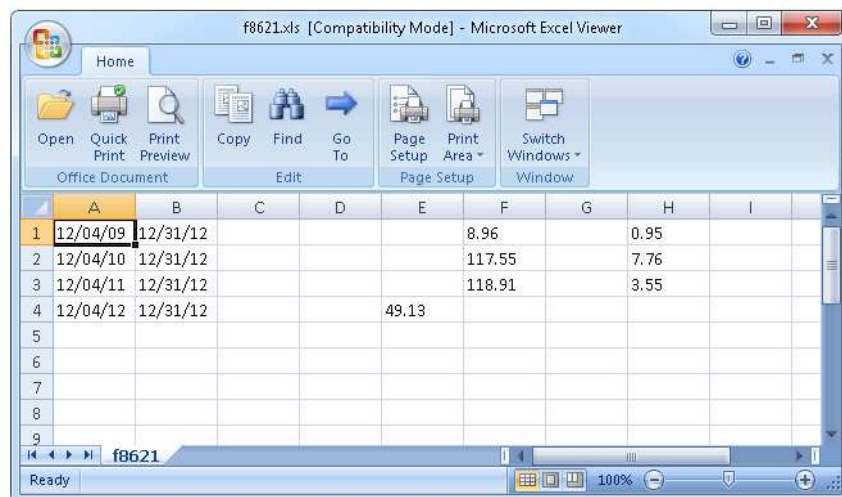 f8621.xls [Compatibility Mode] - Microsoft Excel Viewer
Home
Open Quick Print Print Preview Copy Find Go To Page Setup Print Area Switch Windows
Office Document Edit Page Setup Window
A B C D E F G H I
1 12/04/09 12/31/12 8.96 0.95
2 12/04/10 12/31/12 117.55 7.76
3 12/04/11 12/31/12 118.91 3.55
4 12/04/12 12/31/12 49.13
5
6
7
8
9
f8621
Ready 100%